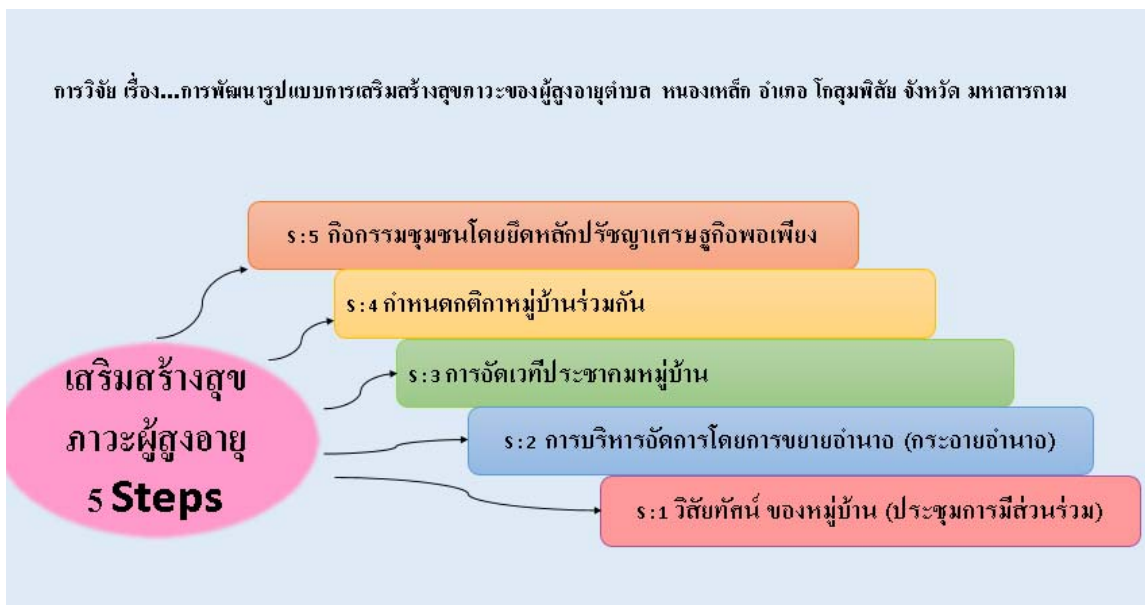 การวิจัย เรื่อง...การพัฒนารูปแบบการเสริมสร้างสุขภาวะของผู้สูงอายุตำบล หนองเหล็ก อำเภอ โกสุมพิสัย จังหวัด มหาสารคาม
s:5 กิจกรรมชุมชนโดยยึดหลักปรัชญาเศรษฐกิจพอเพียง
s:4 กำหนดกติกาหมู่บ้านร่วมกัน
s:3 การจัดเวทีประชาคมหมู่บ้าน
s:2 การบริหารจัดการโดยการขยายอำนาจ (กระจายอำนาจ)
s:1 วิสัยทัศน์ ของหมู่บ้าน (ประชุมการมีส่วนร่วม)
เสริมสร้างสุข
ภาวะผู้สูงอายุ
5 Steps